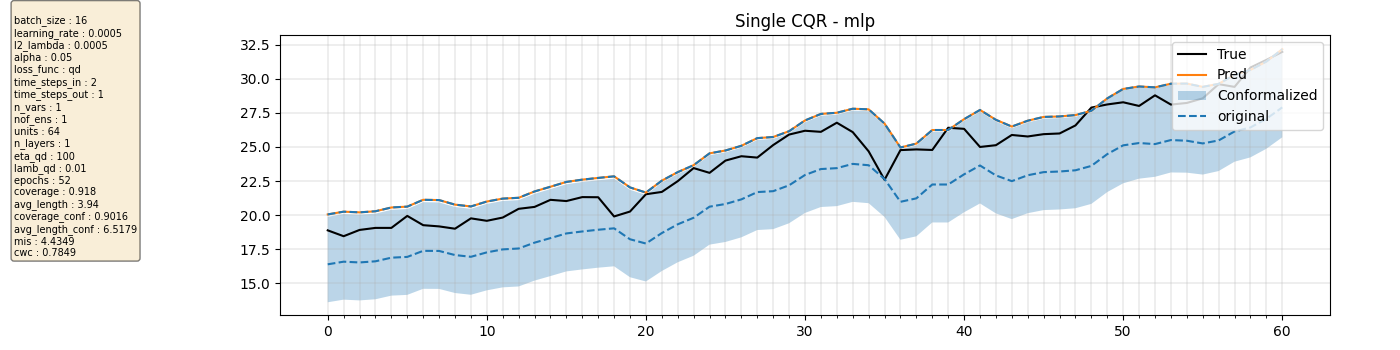 batch_size : 16
learning_rate : 0.0005
l2_lambda : 0.0005
alpha : 0.05
loss_func : qd
time_steps_in : 2
time_steps_out : 1
n_vars : 1
nof_ens : 1
units : 64
n_layers : 1
eta_qd : 100
lamb_qd : 0.01
epochs : 52
coverage : 0.918
avg_length : 3.94
coverage_conf : 0.9016
avg_length_conf : 6.5179
mis : 4.4349
cwc : 0.7849
Single CQR - mlp
32.5
30.0
27.5
25.0
22.5
20.0
17.5
15.0
True
Pred
Conformalized
original
0 10 20 30 40 50 60